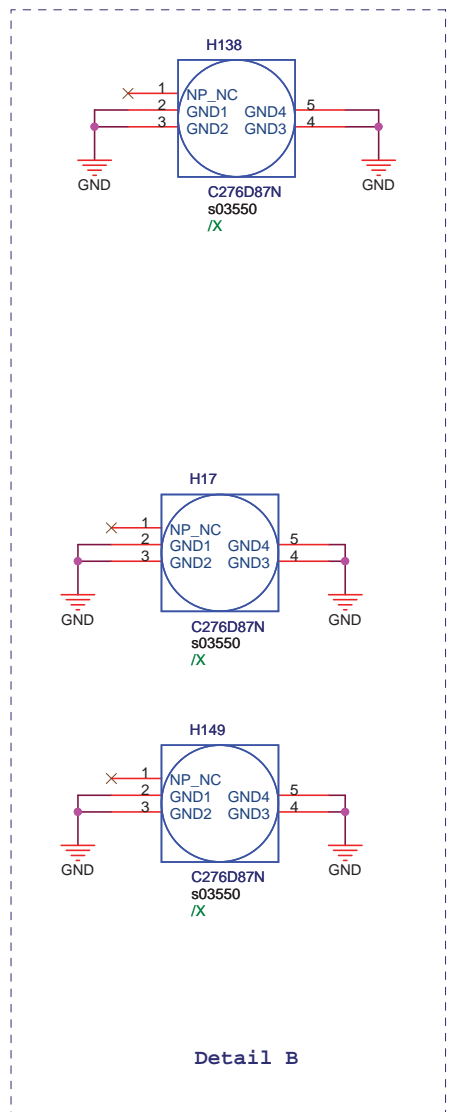 H138
1 NP_NC
2 GND1 GND4 5
3 GND2 GND3 4
GND GND
C276D87N
s03550
/X
H17
1 NP_NC
2 GND1 GND4 5
3 GND2 GND3 4
GND GND
C276D87N
s03550
/X
H149
1 NP_NC
2 GND1 GND4 5
3 GND2 GND3 4
GND GND
C276D87N
s03550
/X
Detail B